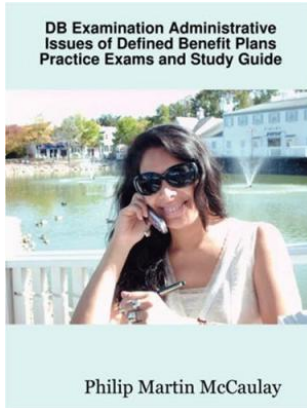 DB Examination Administrative
Issues of Defined Benefit Plans
Practice Exams and Study Guide
Philip Martin McCaulay